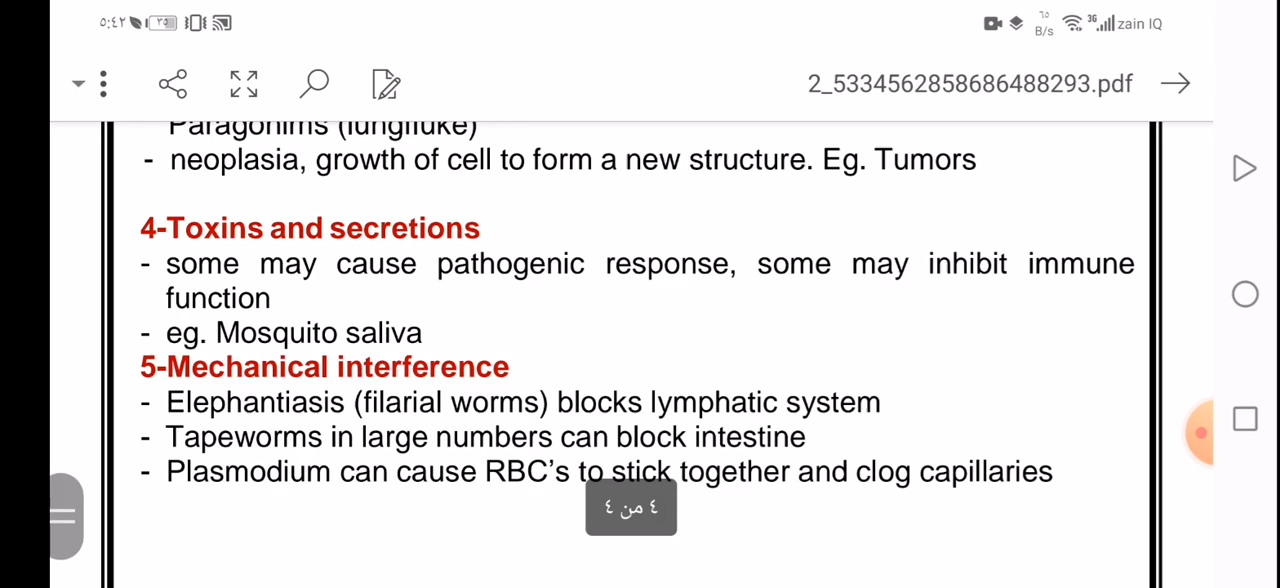 ٥:٤٢ ٣٥ ٦٥ B/s 3G zain IQ
2_5334562858686488293.pdf
Paragonims (lungfluke)
- neoplasia, growth of cell to form a new structure. Eg. Tumors
4-Toxins and secretions
- some may cause pathogenic response, some may inhibit immune
function
- eg. Mosquito saliva
5-Mechanical interference
- Elephantiasis (filarial worms) blocks lymphatic system
- Tapeworms in large numbers can block intestine
- Plasmodium can cause RBC’s to stick together and clog capillaries
٤ من ٤